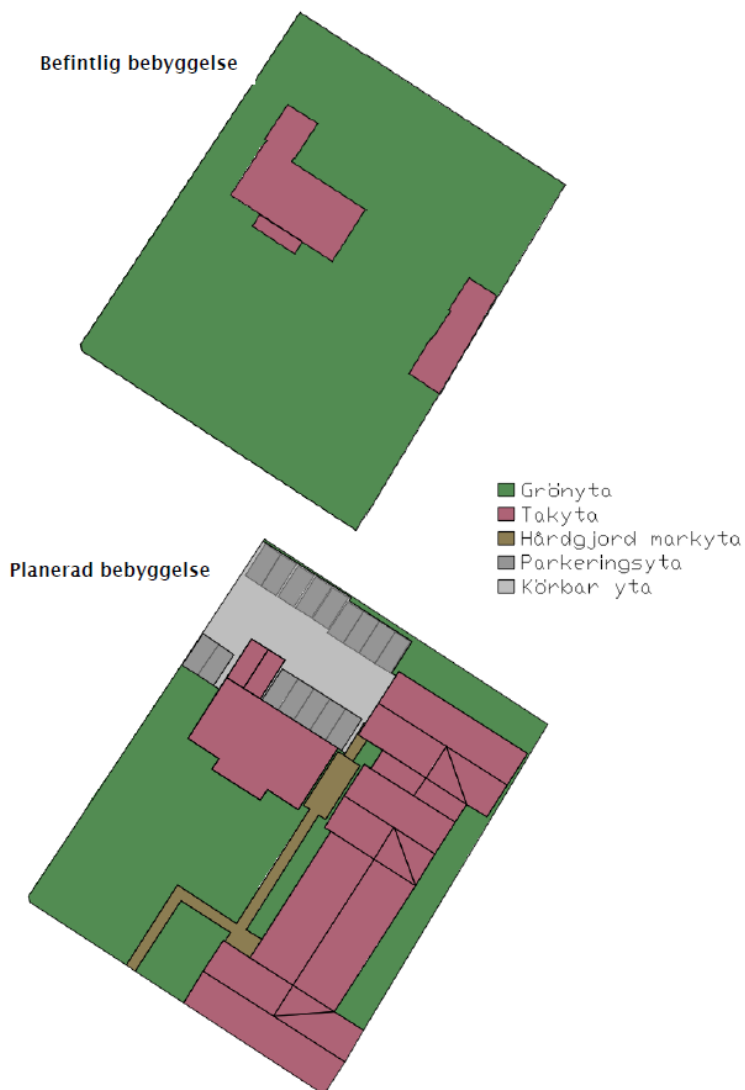 Befintlig bebyggelse
Grönyta
Takyta
Hårdgjord markyta
Parkeringsyta
Körbar yta
Planerad bebyggelse